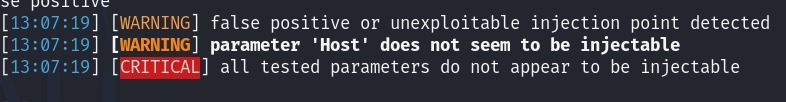 se positive
[13:07:19] [WARNING] false positive or unexploitable injection point detected
[13:07:19] [WARNING] parameter 'Host' does not seem to be injectable
[13:07:19] [CRITICAL] all tested parameters do not appear to be injectable